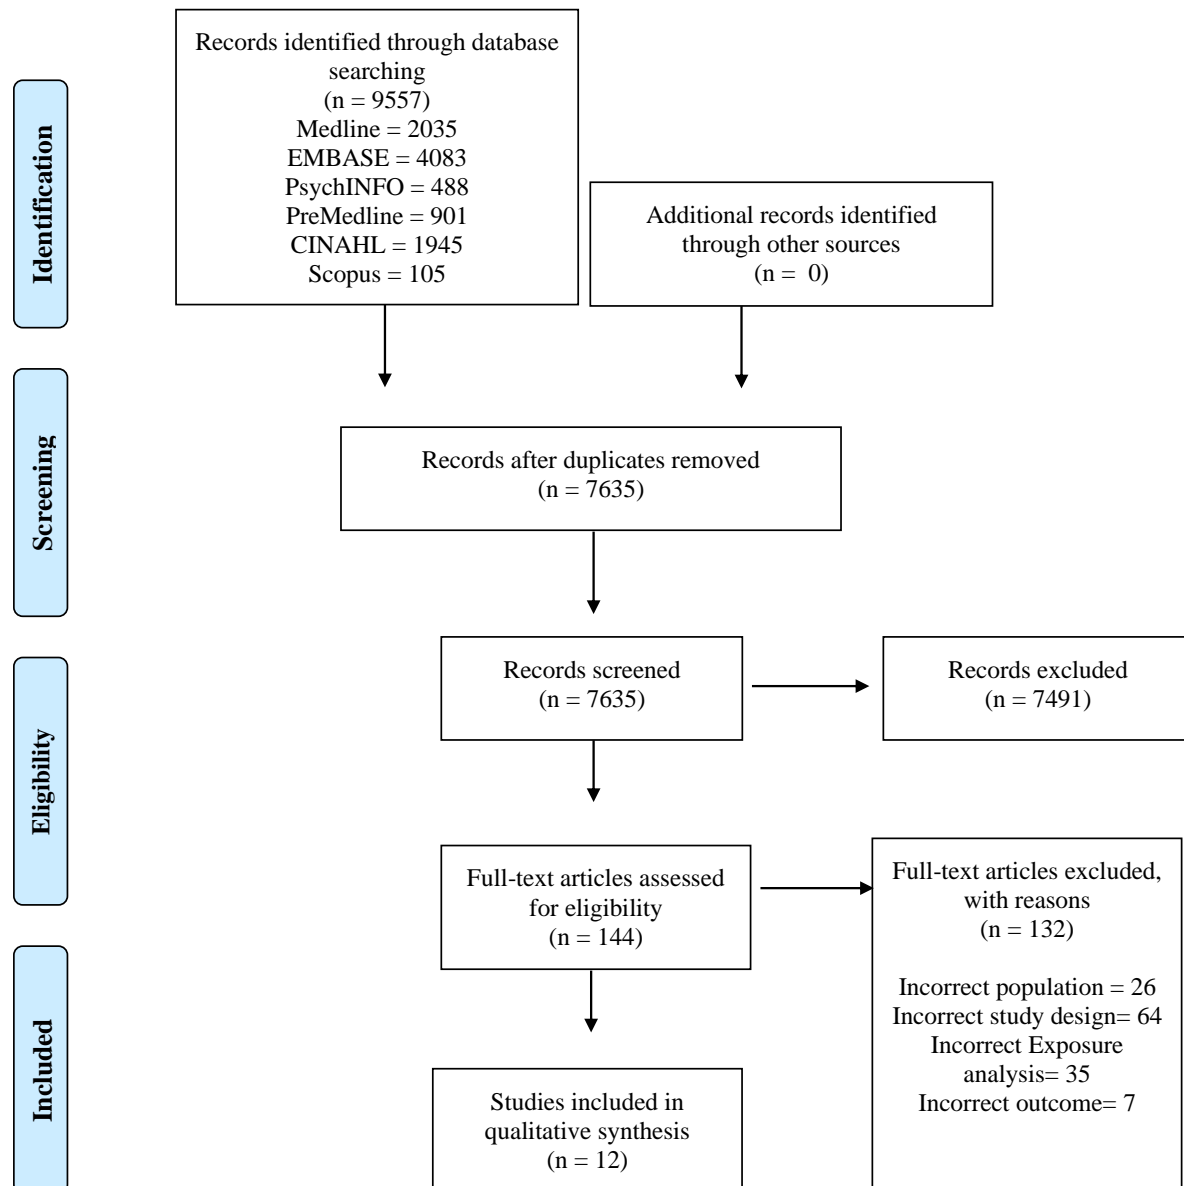 Identification
Records identified through database
searching
(n = 9557)
Medline = 2035
EMBASE = 4083
PsychINFO = 488
PreMedline = 901
CINAHL = 1945
Scopus = 105
Additional records identified
through other sources
(n = 0)
Screening
Records after duplicates removed
(n = 7635)
Records screened
(n = 7635)
Records excluded
(n = 7491)
Eligibility
Full-text articles assessed
for eligibility
(n = 144)
Full-text articles excluded,
with reasons
(n = 132)
Incorrect population = 26
Incorrect study design= 64
Incorrect Exposure
analysis= 35
Incorrect outcome= 7
Included
Studies included in
qualitative synthesis
(n = 12)